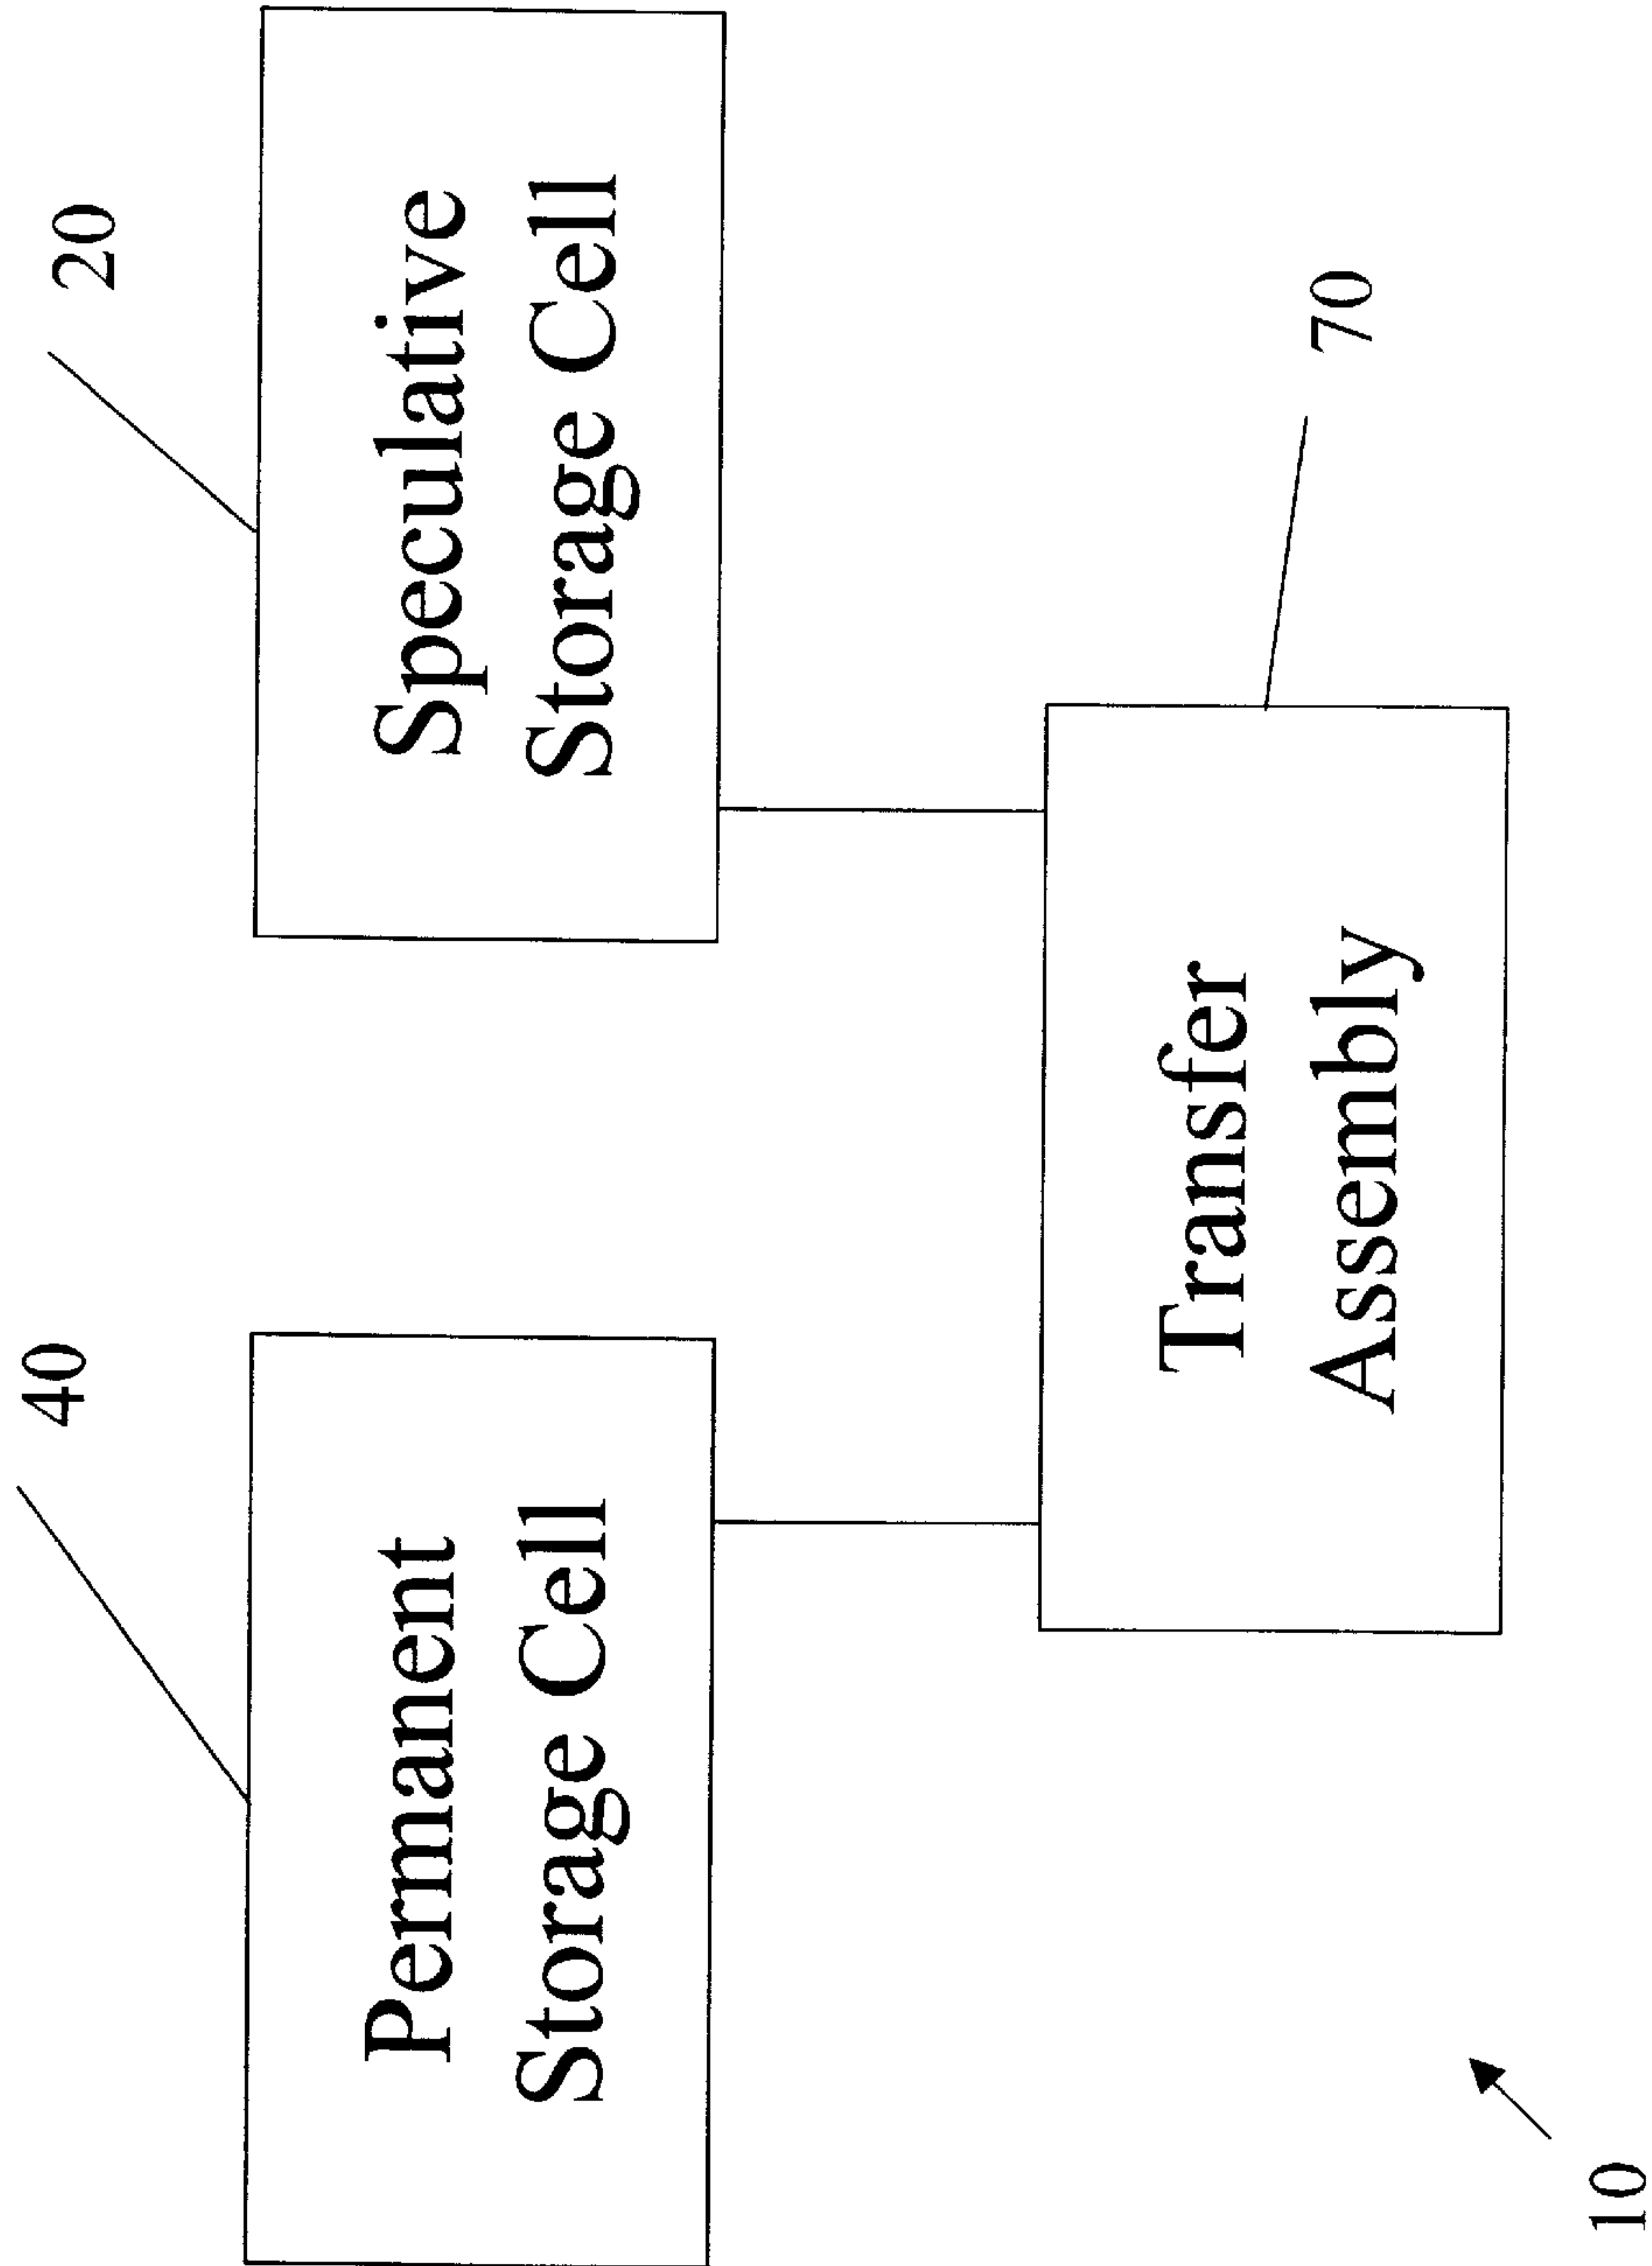 40
Permanent
Storage Cell
20
Speculative
Storage Cell
Transfer
Assembly
70
10